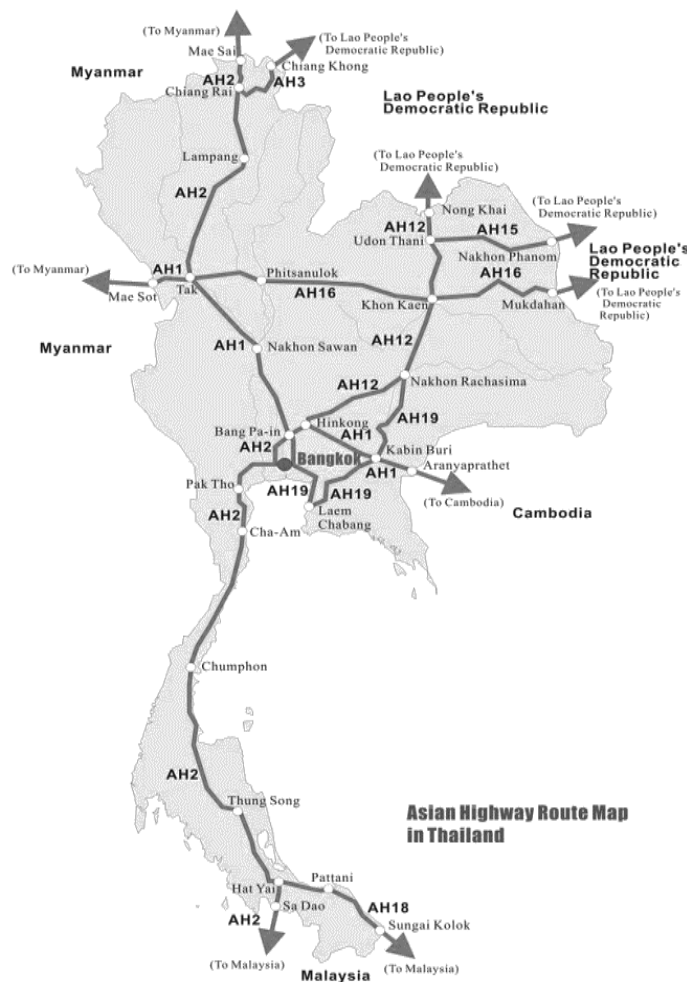 (To Myanmar)
(To Lao People's
Democratic Republic)
Mae Sai
Myanmar
AH2
AH3
Chiang Khong
Chiang Rai
Lao People's
Democratic Republic
Lampang
(To Lao People's
Democratic Republic)
AH2
Nong Khai
(To Lao People's
Democratic Republic)
AH12
AH15
Udon Thani
Nakhon Phanom
Lao People's
Democratic
Republic
(To Myanmar)
AH1
Phitsanulok
AH16
Mae Sot
Tak
AH16
Khon Kaen
Mukdahan
(To Lao People's
Democratic
Republic)
Myanmar
AH1
Nakhon Sawan
AH12
AH12
Nakhon Rachasima
AH19
Bang Pa-in
Hinkong
AH1
AH2
Kabin Buri
Bangkok
AH1
Aranyaprathet
Pak Tho
AH19
AH19
(To Cambodia)
Laem
Chabang
AH2
Cambodia
Cha-Am
Chumphon
AH2
Thung Song
Asian Highway Route Map
in Thailand
Pattani
Hat Yai
AH2
Sa Dao
AH18
Sungai Kolok
(To Malaysia)
(To Malaysia)
Malaysia